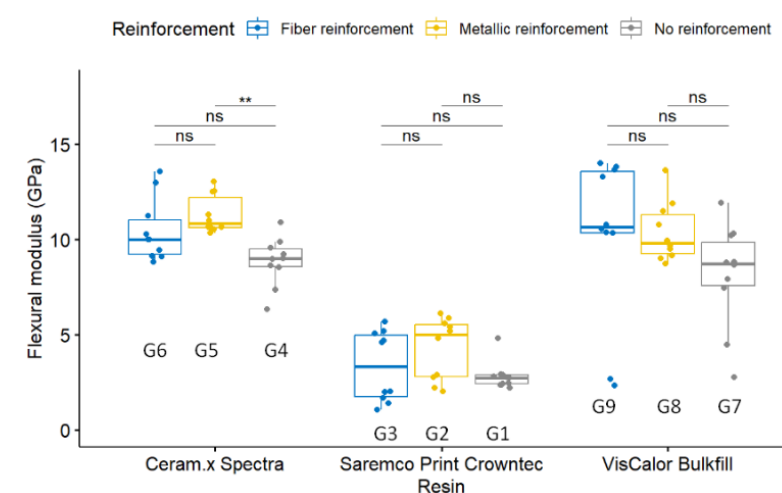 Reinforcement Fiber reinforcement Metallic reinforcement No reinforcement
Flexural modulus (GPa)
15
10
5
0
**
ns
ns
ns
ns
ns
ns
ns
ns
G6 G5 G4
G3 G2 G1
G9 G8 G7
Ceram.x Spectra
Saremco Print Crowntec
Resin
VisCalor Bulkfill